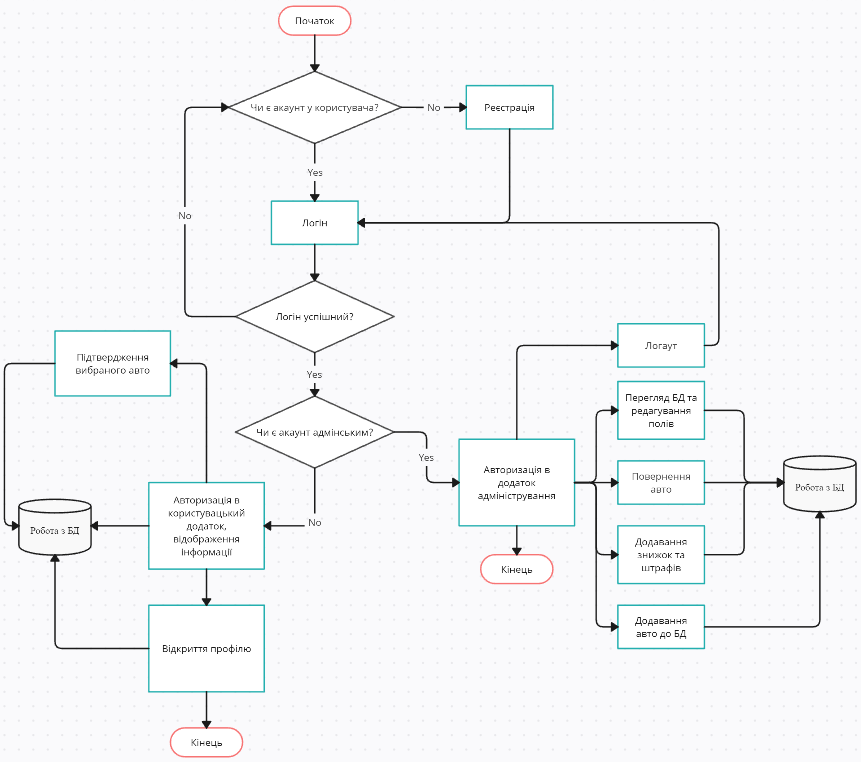 Початок
Чи є акаунт у користувача?
No
Реєстрація
Yes
Логін
No
Логін успішний?
Yes
Підтвердження
вибраного авто
Логаут
Перегляд БД та
редагування
полів
Чи є акаунт адмінським?
Yes
Авторизація в
додаток
адміністрування
Повернення
авто
Робота з БД
Авторизація в
користувацький
додаток,
відображення
інформації
No
Робота з БД
Додавання
знижок та
штрафів
Кінець
Додавання
авто до БД
Відкриття профілю
Кінець